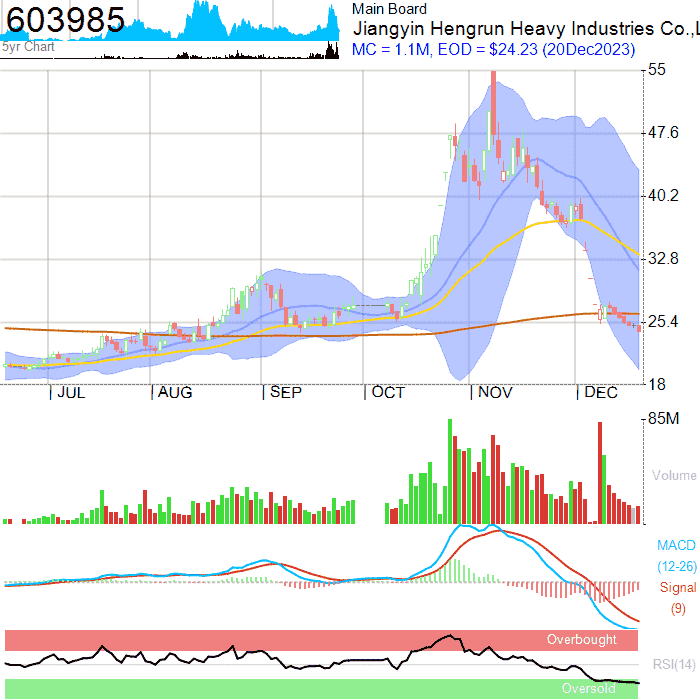 603985
Main Board
Jiangyin Hengrun Heavy Industries Co.,L
5yr Chart
MC = 1.1M, EOD = $24.23 (20Dec2023)
55
47.6
40.2
32.8
25.4
18
JUL AUG SEP OCT NOV DEC
85M
Volume
MACD
(12-26)
Signal
(9)
Overbought
RSI(14)
Oversold